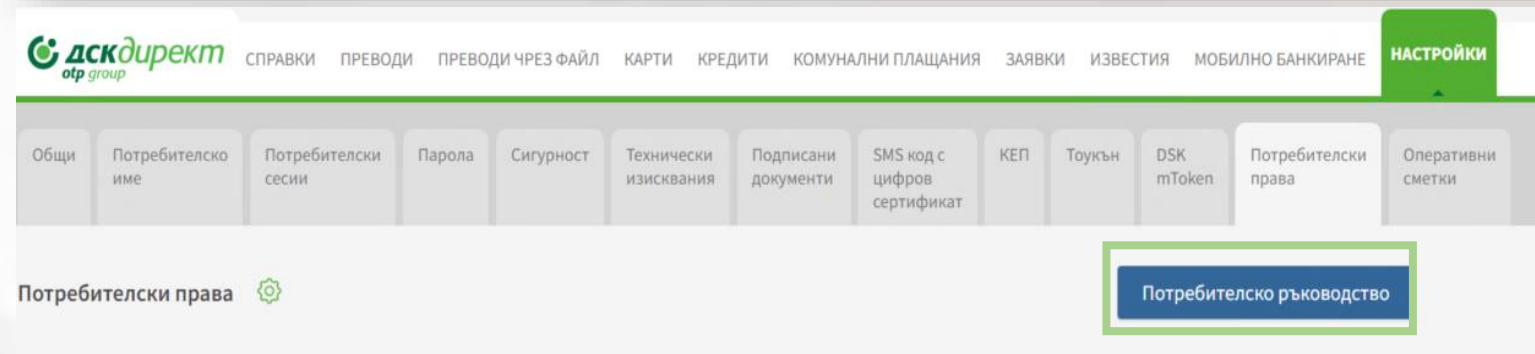 дскдирект
otp group
СПРАВКИ ПРЕВОДИ ПРЕВОДИ ЧРЕЗ ФАЙЛ КАРТИ КРЕДИТИ КОМУНАЛНИ ПЛАЩАНИЯ ЗАЯВКИ ИЗВЕСТИЯ МОБИЛНО БАНКИРАНЕ НАСТРОЙКИ
Общи
Потребителско
име
Потребителски
сесии
Парола
Сигурност
Технически
изисквания
Подписани
документи
SMS код с
цифров
сертификат
КЕП
Тоукън
DSK
mToken
Потребителски
права
Оперативни
сметки
Потребителски права
Потребителско ръководство